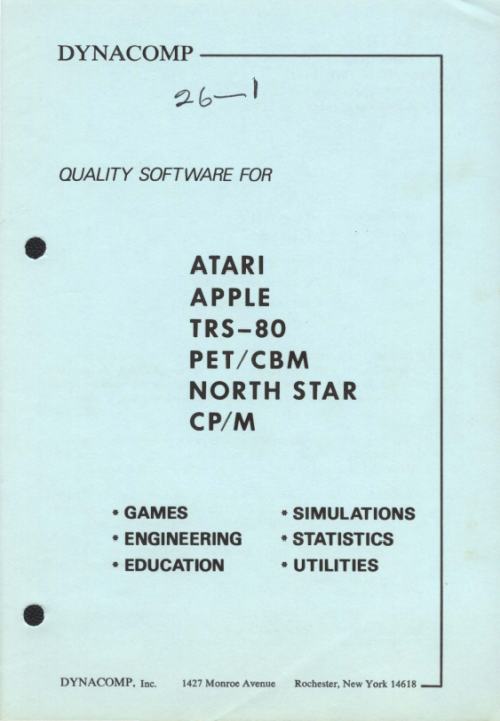 DYNACOMP
26-1
QUALITY SOFTWARE FOR
ATARI
APPLE
TRS-80
PET/CBM
NORTH STAR
CP/M
• GAMES * SIMULATIONS
• ENGINEERING * STATISTICS
• EDUCATION * UTILITIES
DYNACOMP, Inc. 1427 Monroe Avenue Rochester, New York 14618